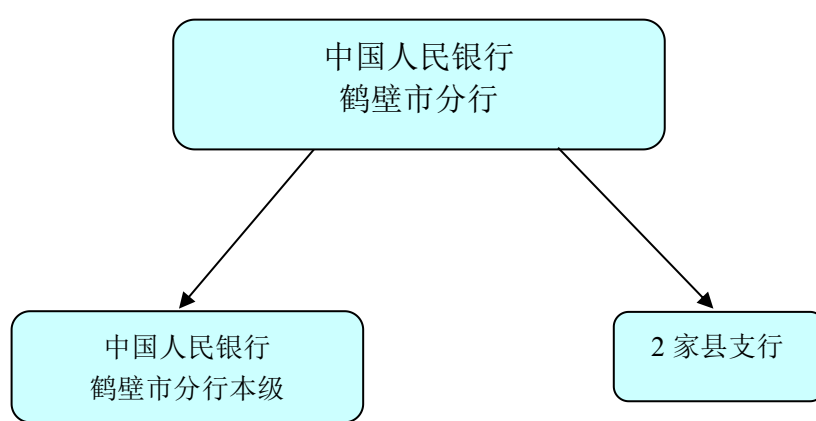 中国人民银行
鹤壁市分行
中国人民银行
鹤壁市分行本级
2 家县支行